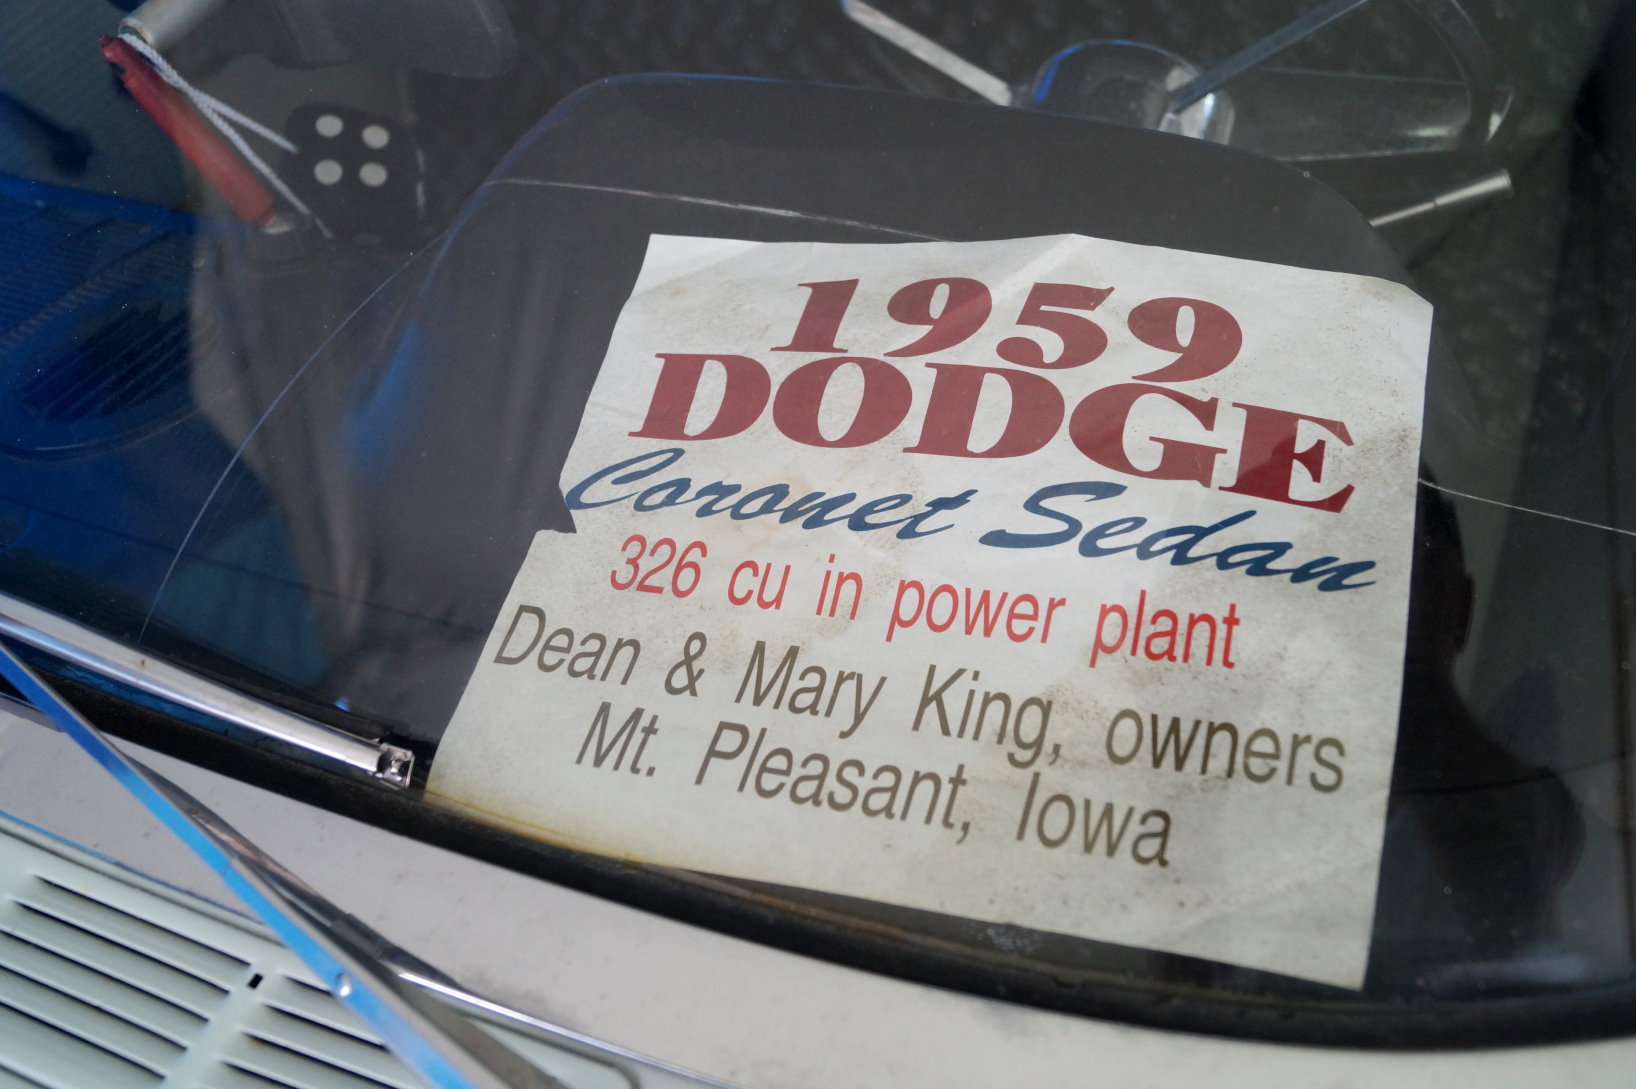 1959
DODGE
Coronet Sedan
326 cu in power plant
Dean & Mary King, owners
Mt. Pleasant, Iowa